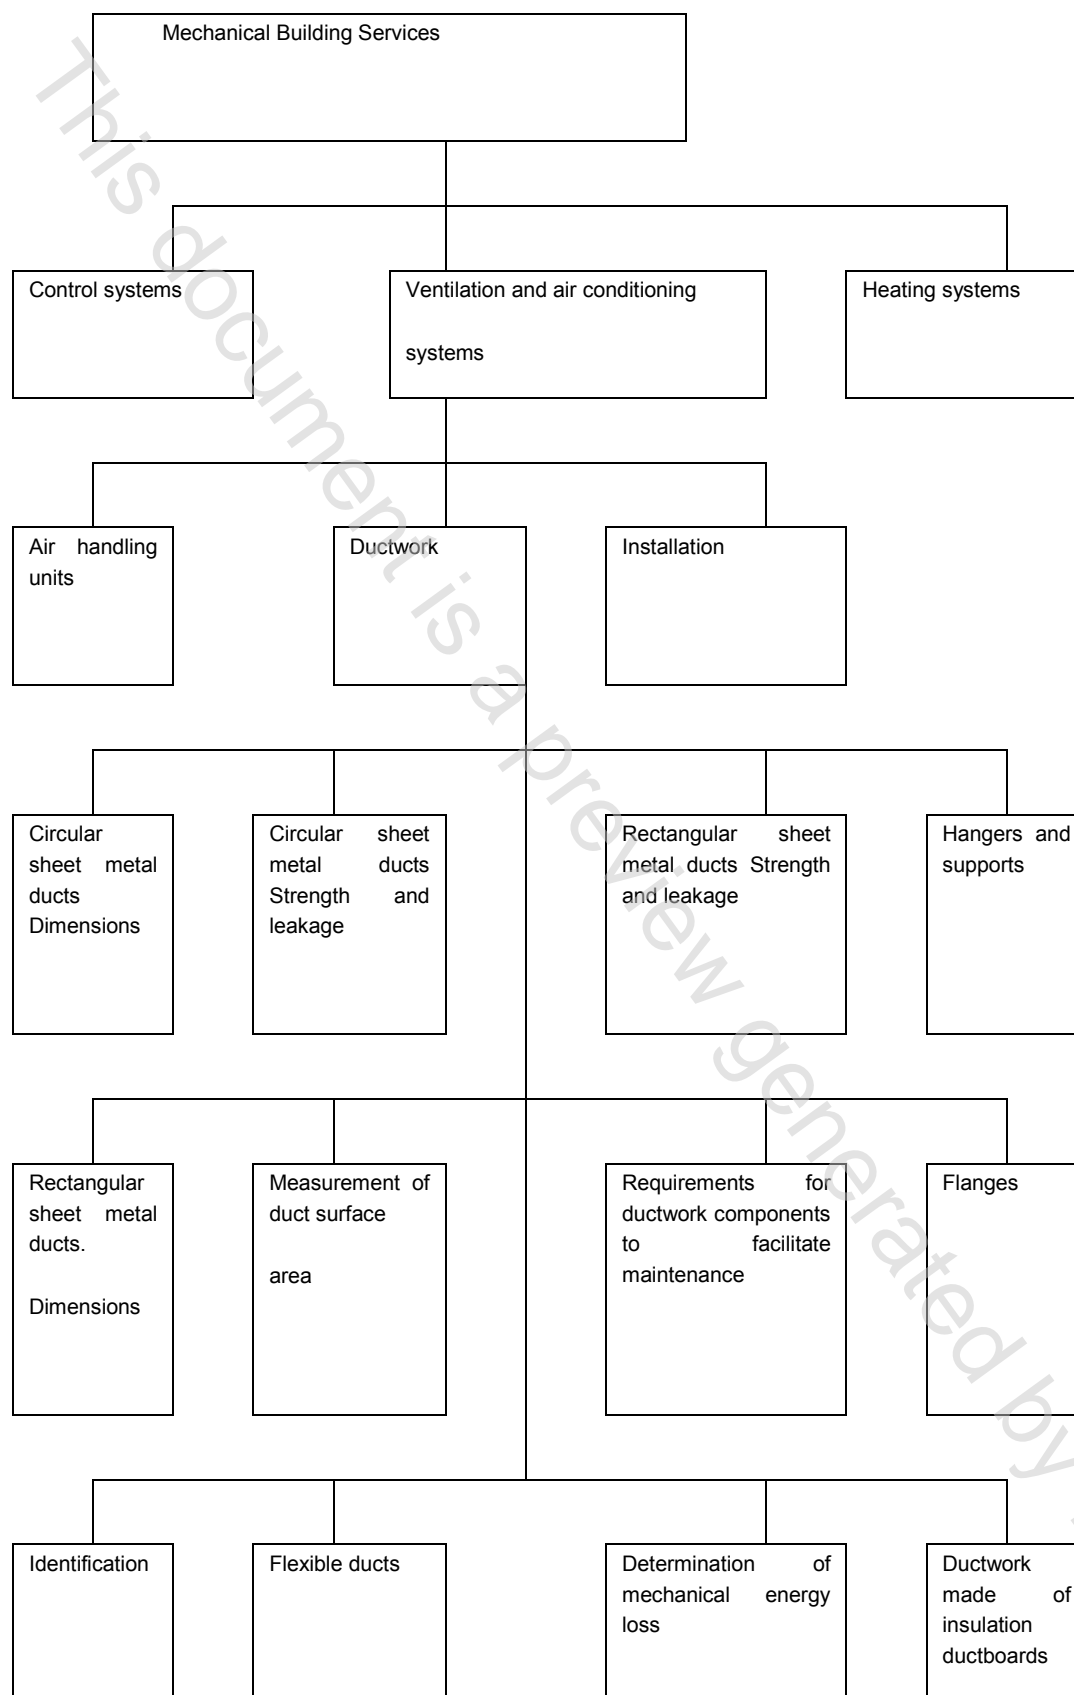 Mechanical Building Services
Control systems
Ventilation and air conditioning
systems
Heating systems
Air handling
units
Ductwork
Installation
Circular
sheet metal
ducts
Dimensions
Circular sheet
metal ducts
Strength and
leakage
Rectangular sheet
metal ducts Strength
and leakage
Hangers and
supports
Rectangular
sheet metal
ducts.
Dimensions
Measurement of
duct surface
area
Requirements for
ductwork components
to facilitate
maintenance
Flanges
Identification
Flexible ducts
Determination of
mechanical energy
loss
Ductwork
made of
insulation
ductboards
This document is a preview generated by